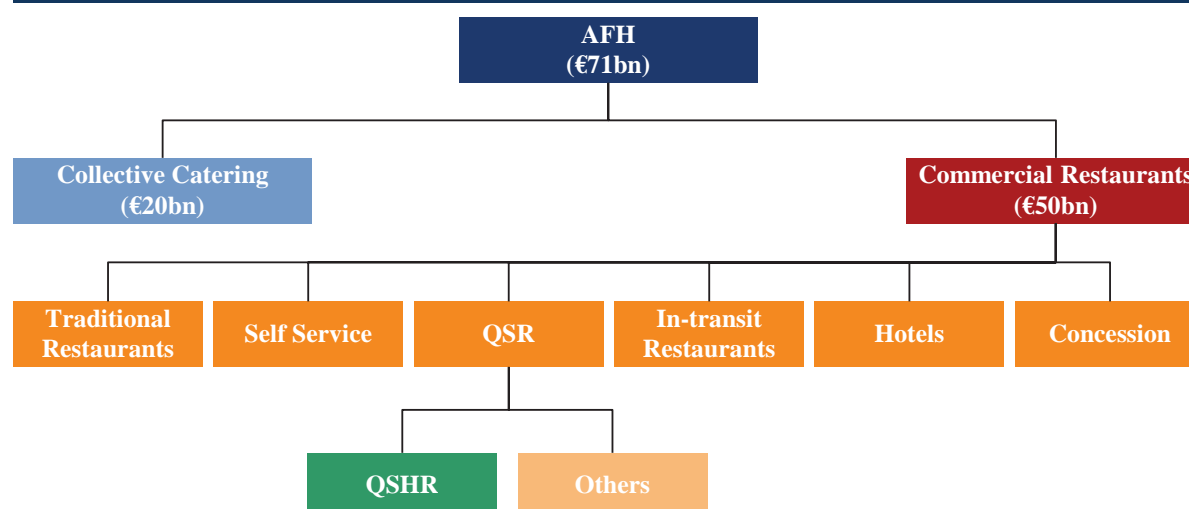 AFH
(€71bn)
Collective Catering
(€20bn)
Commercial Restaurants
(€50bn)
Traditional
Restaurants
Self Service
QSR
In-transit
Restaurants
Hotels
Concession
QSHR
Others